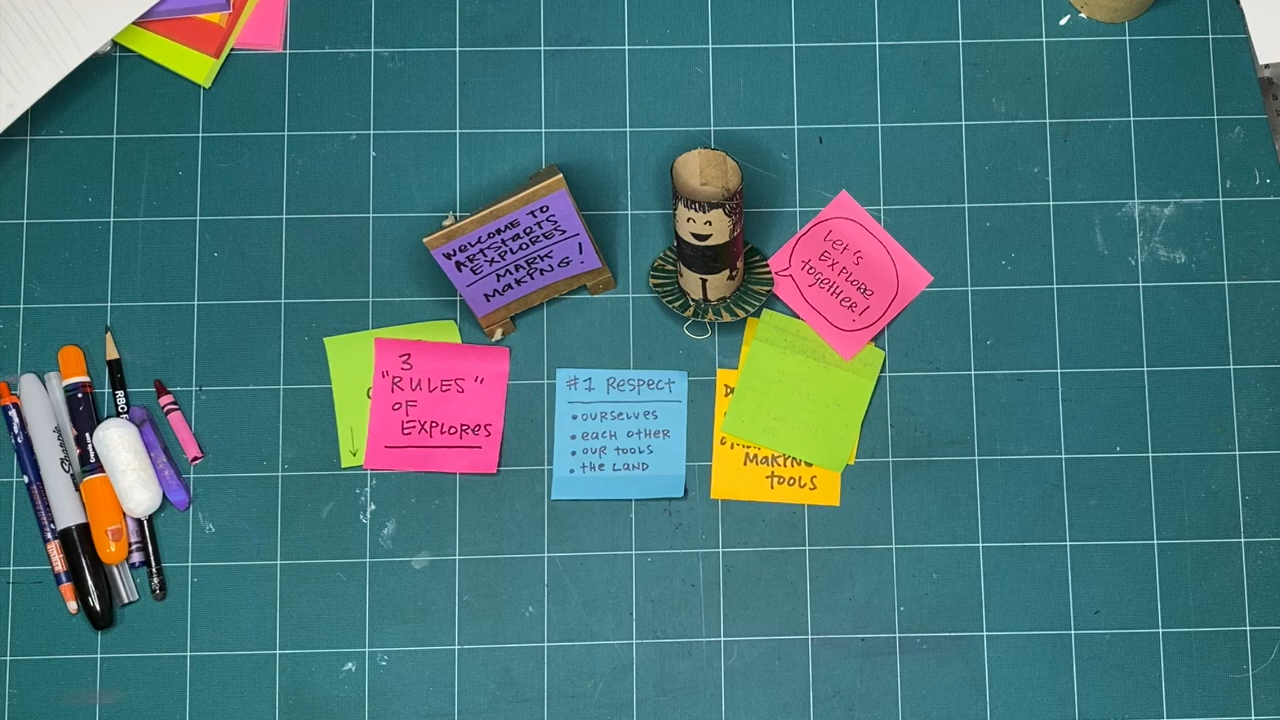 WELCOME TO
ARTSTARTS
EXPLORES
MARK
MAKING!
LET'S
EXPLORE
TOGETHER!
3
"RULES"
OF
EXPLORES
#1 RESPECT
• OURSELVES
• EACH OTHER
• OUR TOOLS
• THE LAND
MAKING
TOOLS
Sharpie
RBC
Crayola